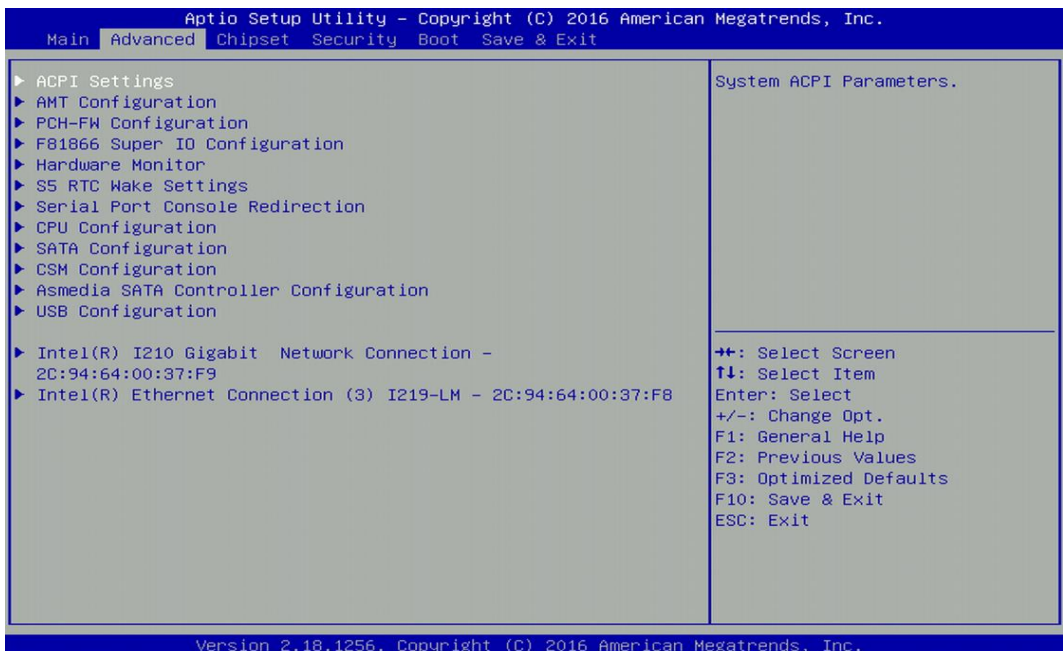 Aptio Setup Utility – Copyright (C) 2016 American Megatrends, Inc.
Main Advanced Chipset Security Boot Save & Exit
▶ ACPI Settings
▶ AMT Configuration
▶ PCH-FW Configuration
▶ F81866 Super IO Configuration
▶ Hardware Monitor
▶ S5 RTC Wake Settings
▶ Serial Port Console Redirection
▶ CPU Configuration
▶ SATA Configuration
▶ CSM Configuration
▶ Asmedia SATA Controller Configuration
▶ USB Configuration
▶ Intel(R) I210 Gigabit  Network Connection –
2C:94:64:00:37:F9
▶ Intel(R) Ethernet Connection (3) I219-LM – 2C:94:64:00:37:F8
System ACPI Parameters.
→←: Select Screen
↑↓: Select Item
Enter: Select
+/-: Change Opt.
F1: General Help
F2: Previous Values
F3: Optimized Defaults
F10: Save & Exit
ESC: Exit
Version 2.18.1256. Copyright (C) 2016 American Megatrends, Inc.